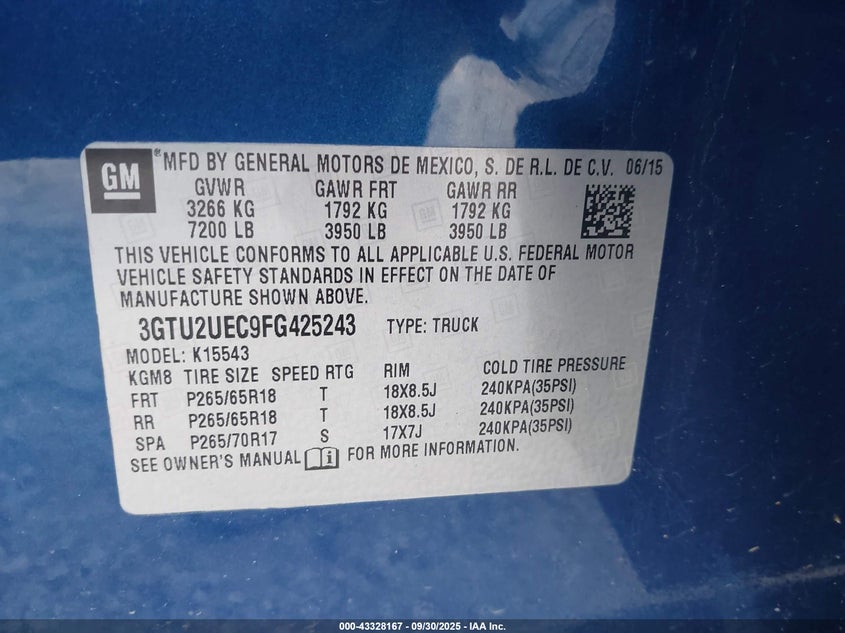 GM ® MFD BY GENERAL MOTORS DE MEXICO, S. DE R.L. DE C.V. 06/15
GVWR GAWR FRT GAWR RR
3266 KG 1792 KG 1792 KG
7200 LB 3950 LB 3950 LB
THIS VEHICLE CONFORMS TO ALL APPLICABLE U.S. FEDERAL MOTOR
VEHICLE SAFETY STANDARDS IN EFFECT ON THE DATE OF
MANUFACTURE SHOWN ABOVE.
3GTU2UEC9FG425243 TYPE: TRUCK
MODEL: K15543
KGM8 TIRE SIZE SPEED RTG RIM COLD TIRE PRESSURE
FRT P265/65R18 T 18X8.5J 240KPA(35PSI)
RR P265/65R18 T 18X8.5J 240KPA(35PSI)
SPA P265/70R17 S 17X7J 240KPA(35PSI)
SEE OWNER'S MANUAL i FOR MORE INFORMATION.
000-43328167 - 09/30/2025 - IAA Inc.